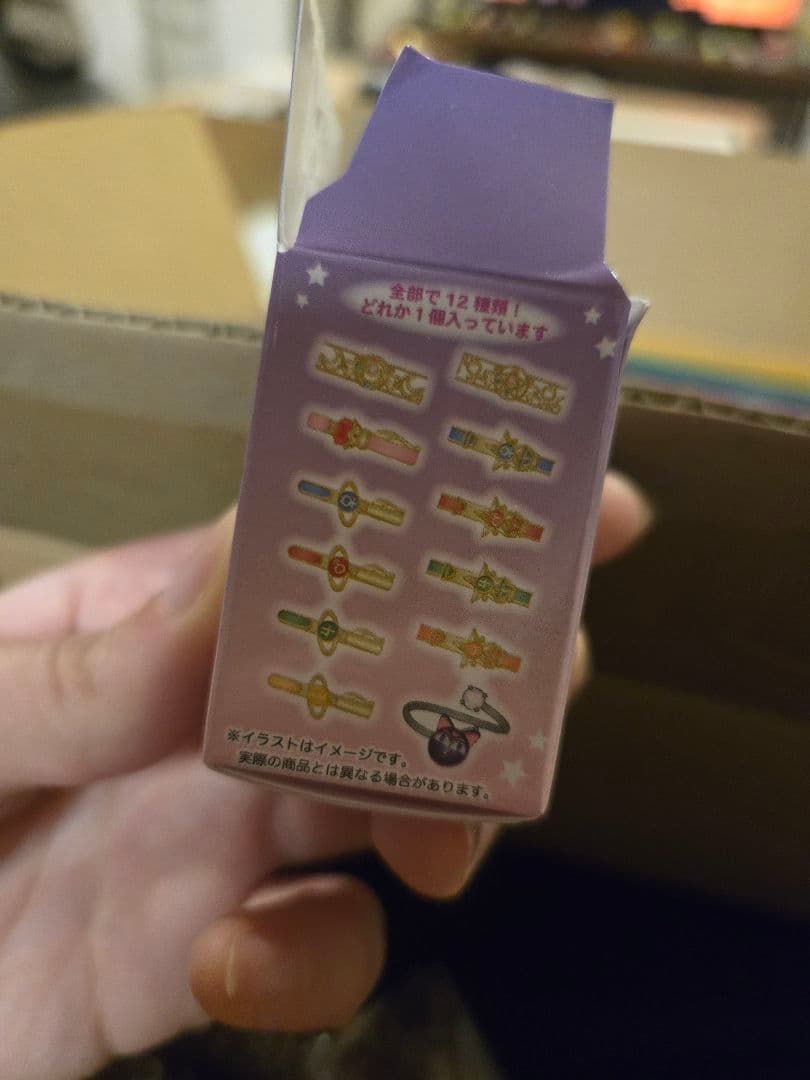 全部で12種類！
どれか1個入っています
※イラストはイメージです。
実際の商品とは異なる場合があります。